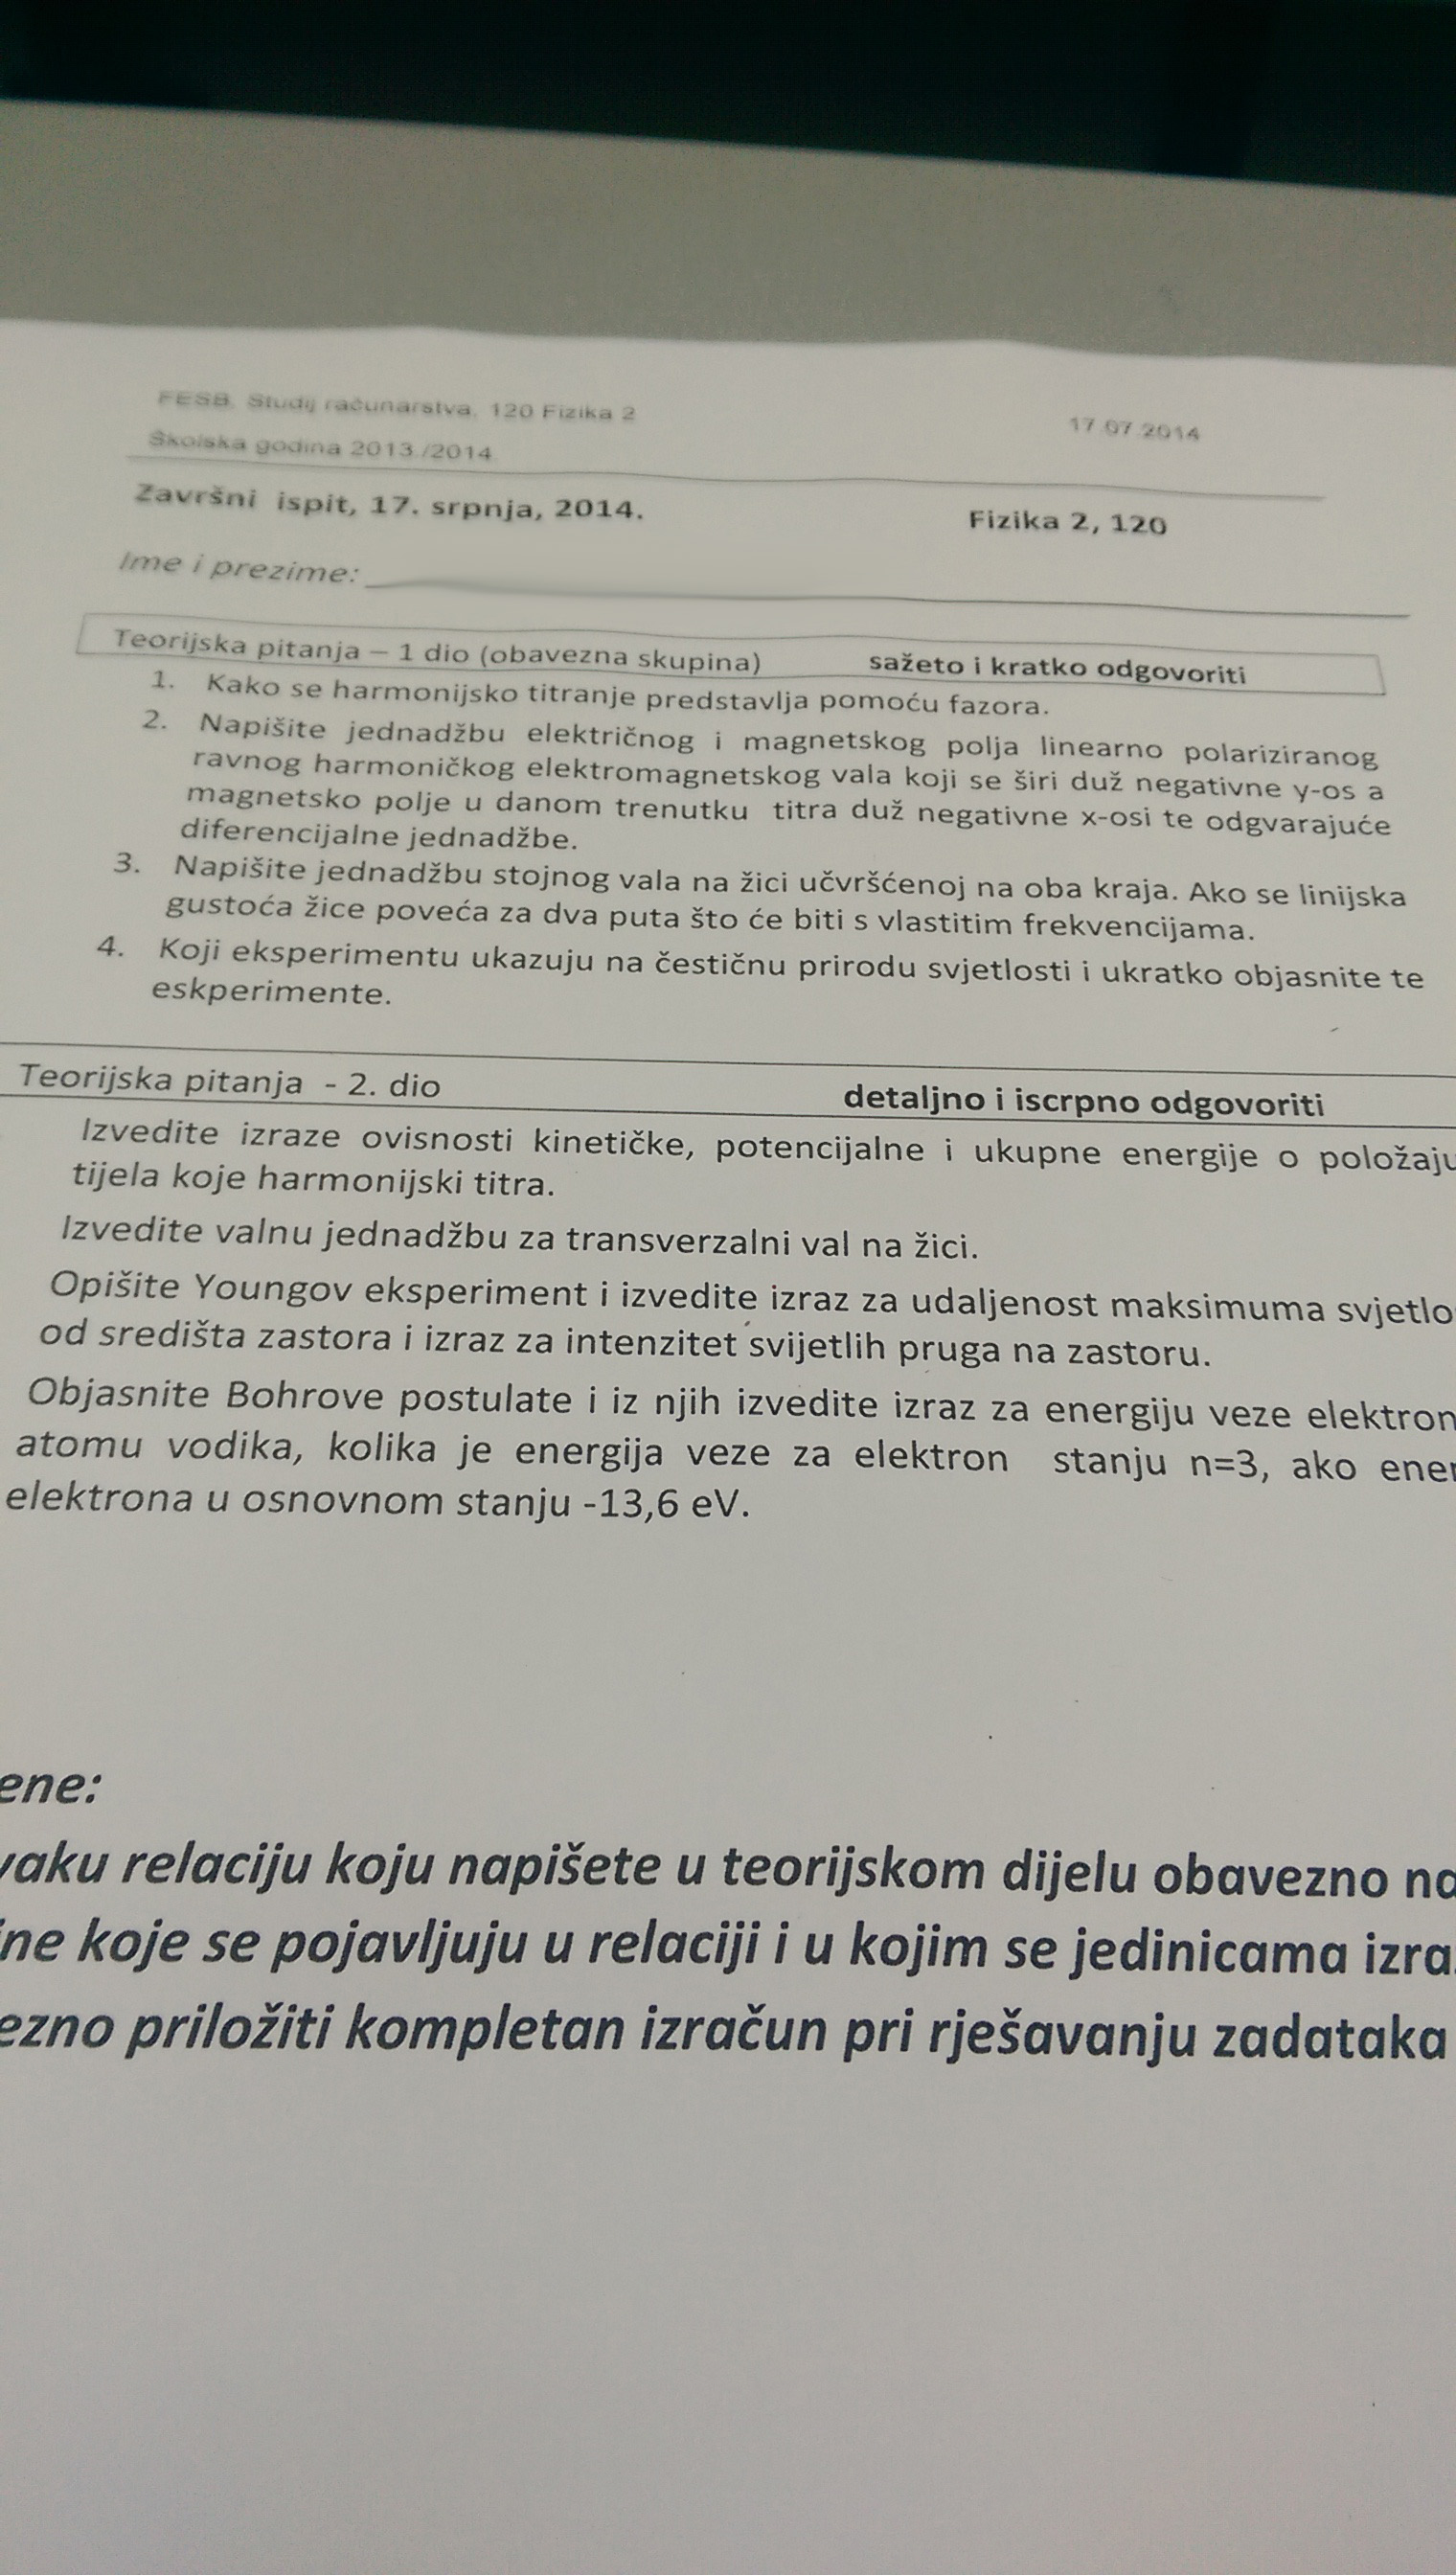 FESB, Studij računarstva, 120 Fizika 2
17.07.2014
Školska godina 2013./2014.
Završni ispit, 17. srpnja, 2014.
Fizika 2, 120
Ime i prezime:
Teorijska pitanja – 1 dio (obavezna skupina) sažeto i kratko odgovoriti
1. Kako se harmonijsko titranje predstavlja pomoću fazora.
2. Napišite jednadžbu električnog i magnetskog polja linearno polariziranog
ravnog harmoničkog elektromagnetskog vala koji se širi duž negativne y-os a
magnetsko polje u danom trenutku titra duž negativne x-osi te odgvarajuće
diferencijalne jednadžbe.
3. Napišite jednadžbu stojnog vala na žici učvršćenoj na oba kraja. Ako se linijska
gustoća žice poveća za dva puta što će biti s vlastitim frekvencijama.
4. Koji eksperimentu ukazuju na čestičnu prirodu svjetlosti i ukratko objasnite te
eskperimente.
Teorijska pitanja - 2. dio detaljno i iscrpno odgovoriti
Izvedite izraze ovisnosti kinetičke, potencijalne i ukupne energije o položaju
tijela koje harmonijski titra.
Izvedite valnu jednadžbu za transverzalni val na žici.
Opišite Youngov eksperiment i izvedite izraz za udaljenost maksimuma svjetlo
od središta zastora i izraz za intenzitet svijetlih pruga na zastoru.
Objasnite Bohrove postulate i iz njih izvedite izraz za energiju veze elektron
atomu vodika, kolika je energija veze za elektron stanju n=3, ako ener
elektrona u osnovnom stanju -13,6 eV.
ene:
vaku relaciju koju napišete u teorijskom dijelu obavezno na
ine koje se pojavljuju u relaciji i u kojim se jedinicama izra
ezno priložiti kompletan izračun pri rješavanju zadataka